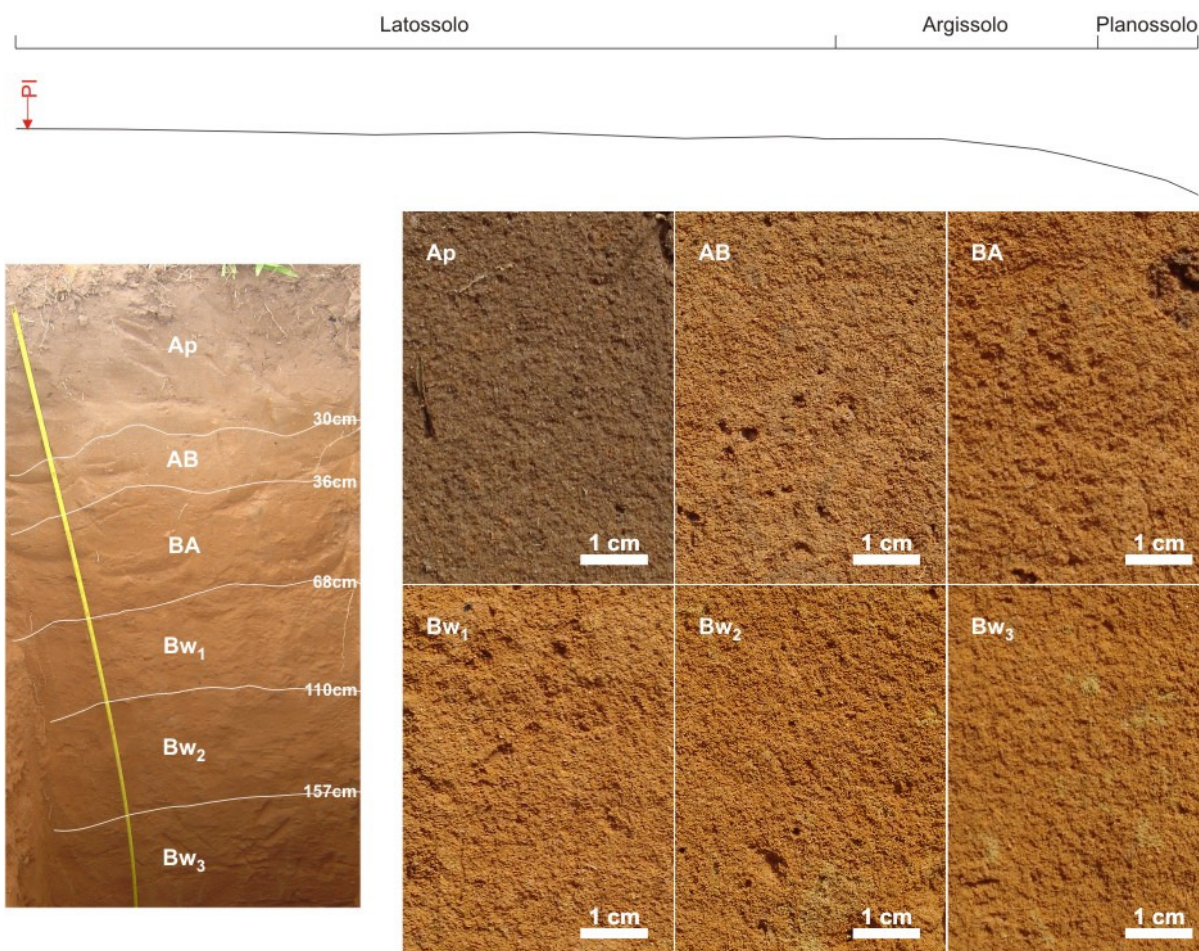 Latossolo
Argissolo
Planossolo
PI
Ap
30cm
AB
36cm
BA
68cm
Bw1
110cm
Bw2
157cm
Bw3
Ap
AB
BA
1 cm
1 cm
1 cm
Bw1
Bw2
Bw3
1 cm
1 cm
1 cm